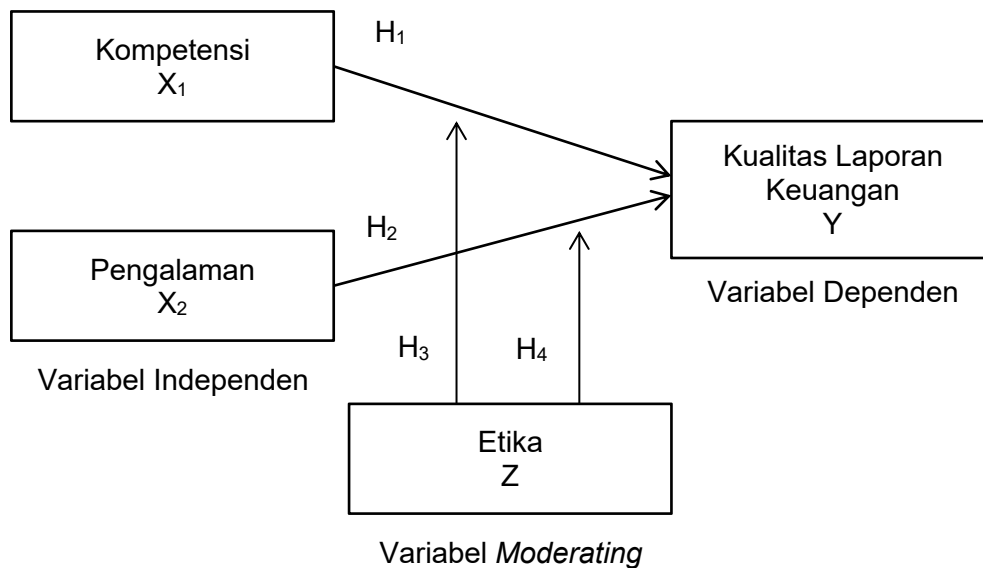 Kompetensi
X₁
H₁
Kualitas Laporan
Keuangan
Y
Variabel Dependen
H₂
Pengalaman
X₂
Variabel Independen
H₃
H₄
Etika
Z
Variabel Moderating